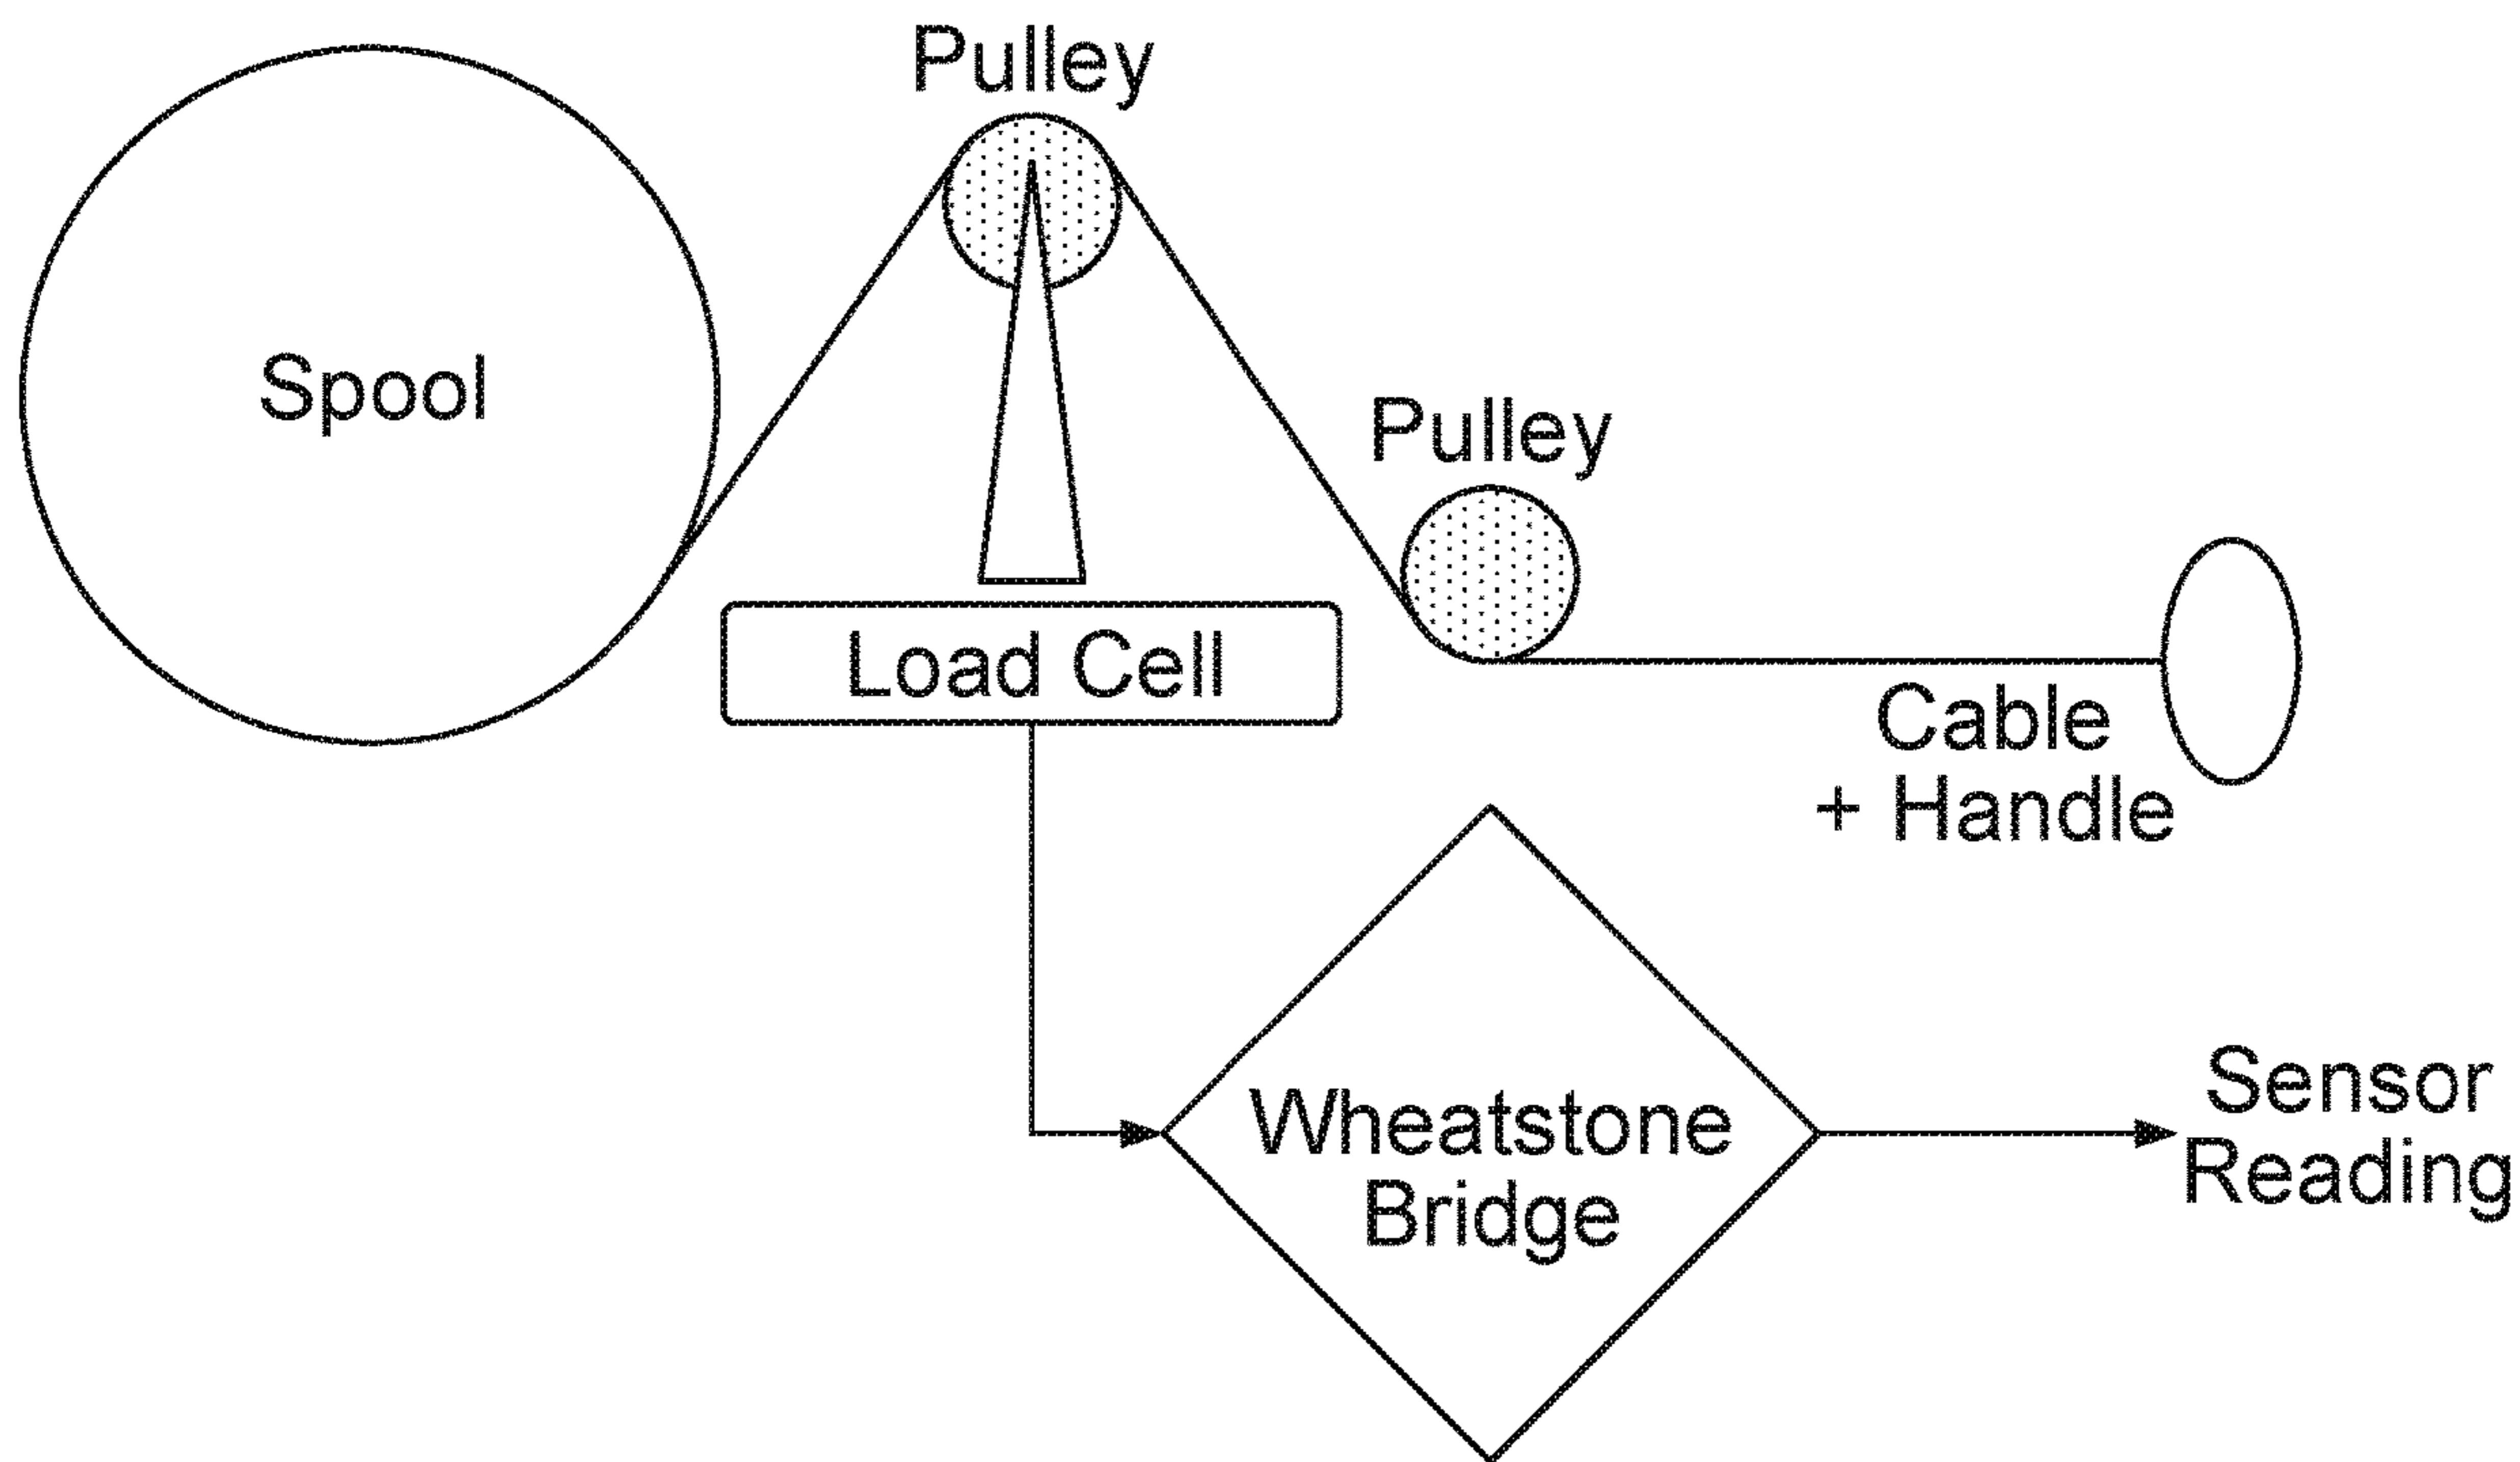 Pulley
Spool
Pulley
Load Cell
Cable
+ Handle
Wheatstone
Bridge
Sensor
Reading